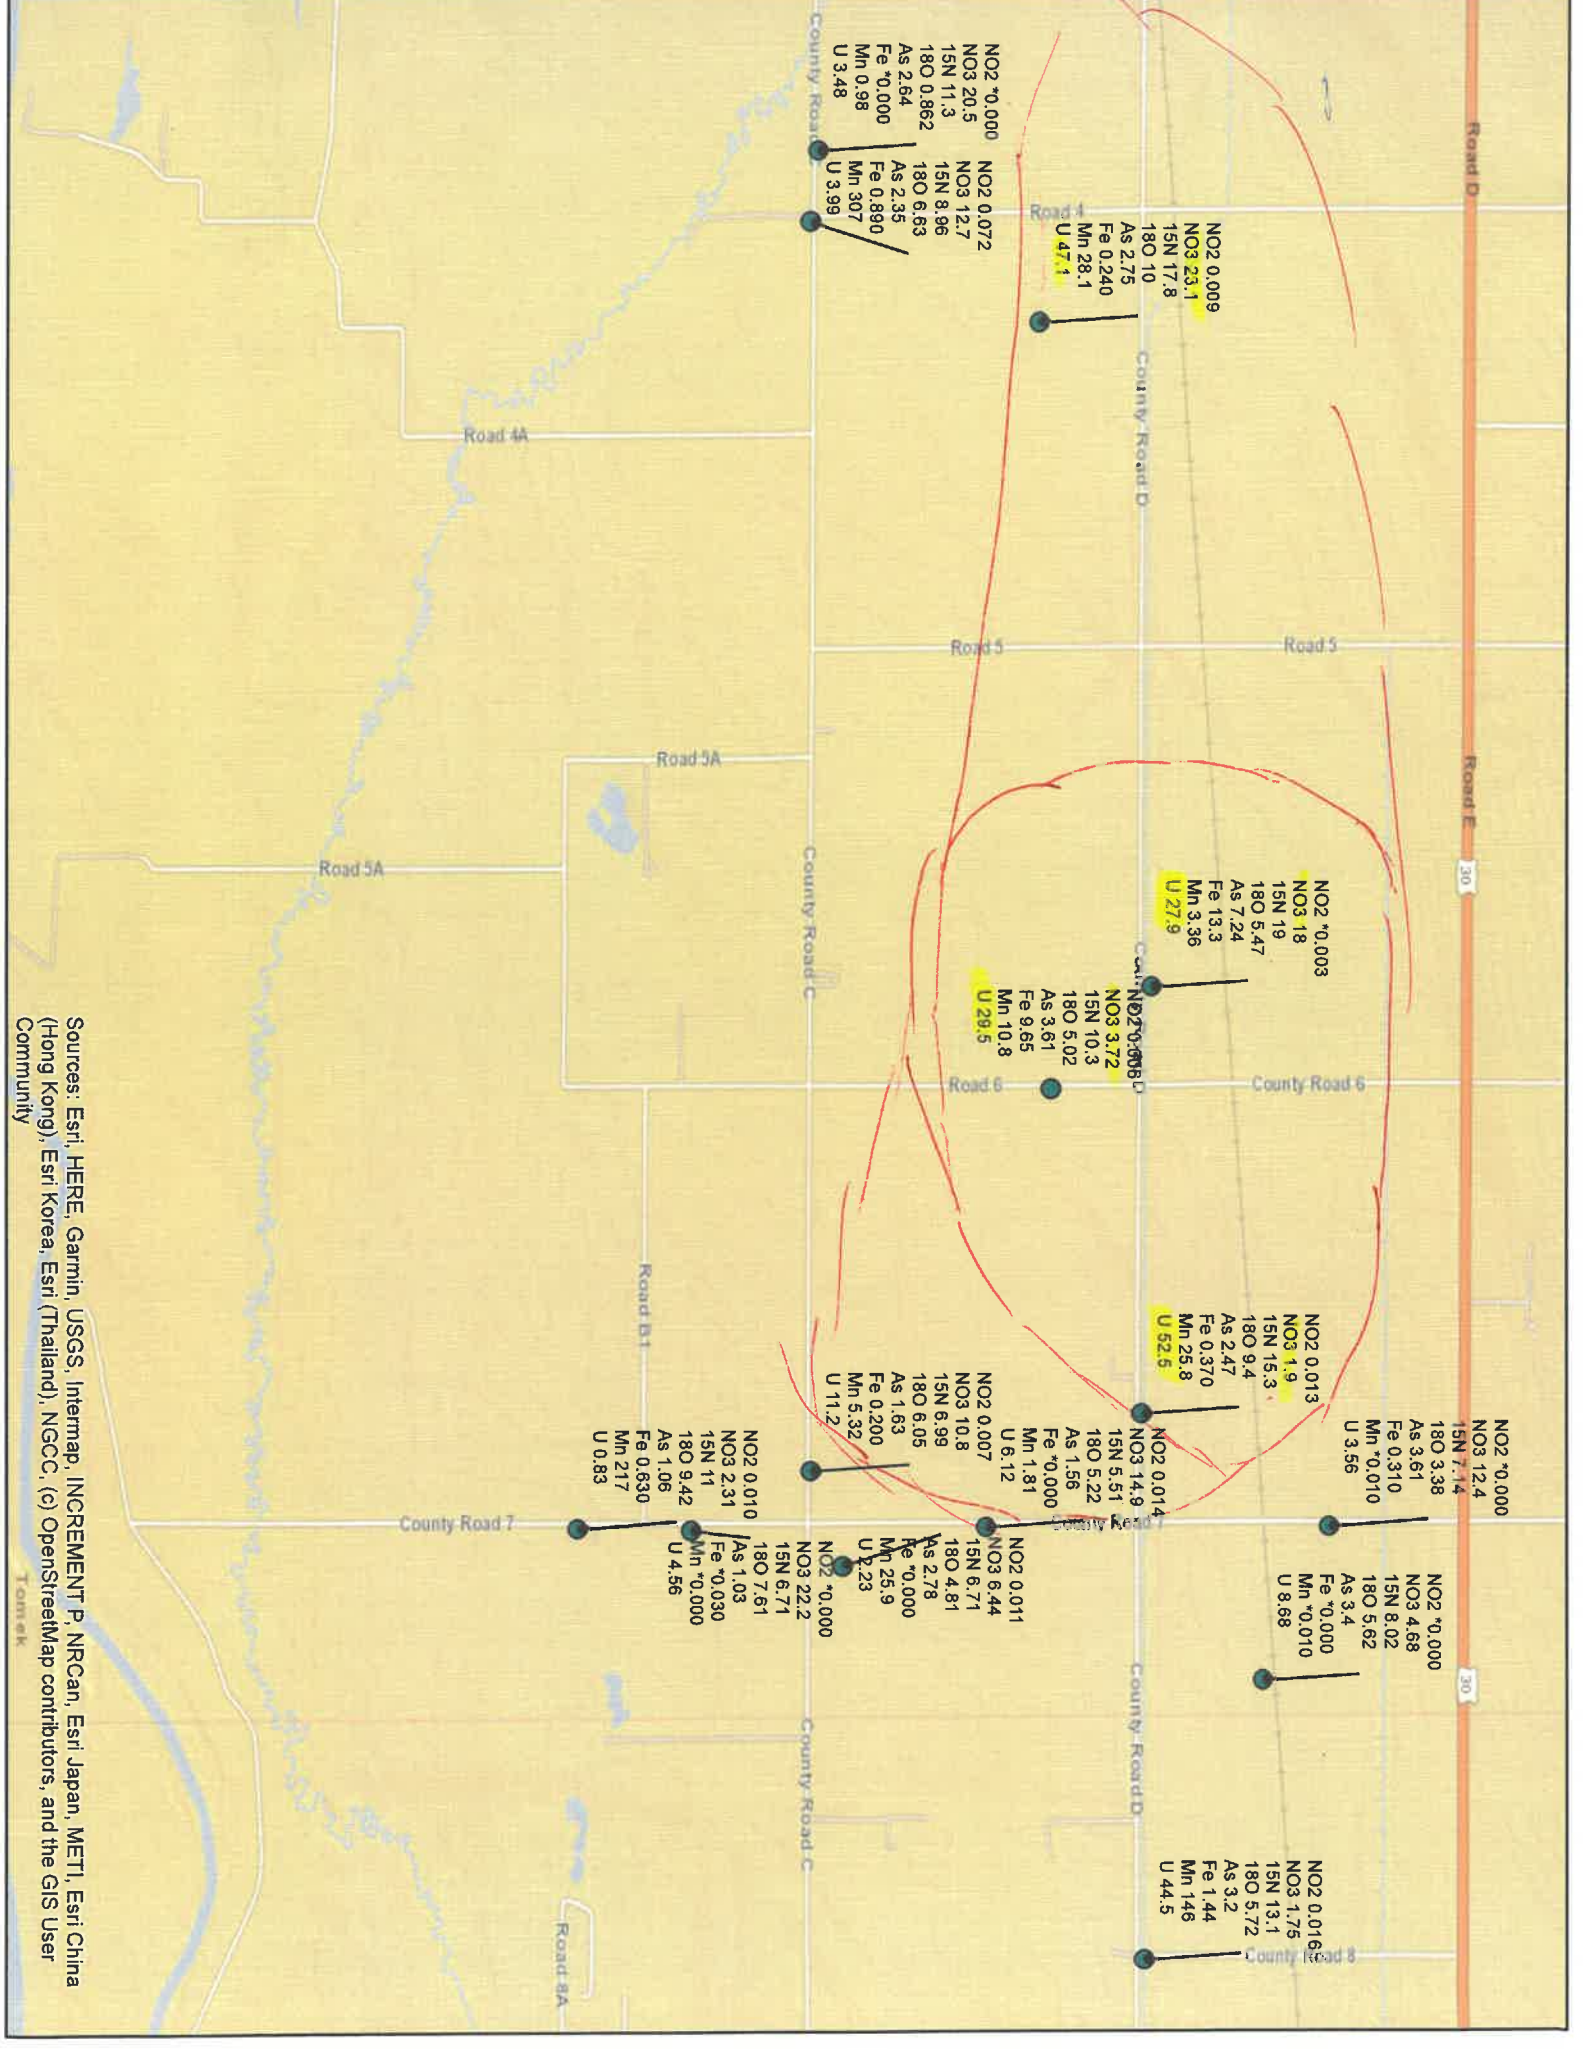 NO2 *0.000
NO3 20.5
15N 11.3
18O 0.862
As 2.64
Fe *0.000
Mn 0.98
U 3.48
NO2 0.072
NO3 12.7
15N 8.96
18O 6.63
As 2.35
Fe 0.890
Mn 307
U 3.99
NO2 0.009
NO3 23.1
15N 17.8
18O 10
As 2.75
Fe 0.240
Mn 28.1
U 47.1
NO2 *0.003
NO3 18
15N 19
18O 5.47
As 7.24
Fe 13.3
Mn 3.36
U 27.9
NO2 0.006
NO3 3.72
15N 10.3
18O 5.02
As 3.61
Fe 9.65
Mn 10.8
U 29.5
NO2 0.013
NO3 1.9
15N 15.3
18O 9.4
As 2.47
Fe 0.370
Mn 25.8
U 52.5
NO2 *0.000
NO3 12.4
15N 7.14
18O 3.38
As 3.61
Fe 0.310
Mn *0.010
U 3.56
NO2 *0.000
NO3 4.68
15N 8.02
18O 5.62
As 3.4
Fe *0.000
Mn *0.010
U 8.68
NO2 0.014
NO3 14.9
15N 5.51
18O 5.22
As 1.56
Fe *0.000
Mn 1.81
U 6.12
NO2 0.007
NO3 10.8
15N 6.99
18O 6.05
As 1.63
Fe 0.200
Mn 5.32
U 11.2
NO2 0.011
NO3 6.44
15N 6.71
18O 4.81
As 2.78
Fe *0.000
Mn 25.9
U 2.23
NO2 0.010
NO3 2.31
15N 11
18O 9.42
As 1.06
Fe 0.630
Mn 217
U 0.83
NO2 *0.000
NO3 22.2
15N 6.71
18O 7.61
As 1.03
Fe *0.030
Mn *0.000
U 4.56
NO2 0.016
NO3 1.75
15N 13.1
18O 5.72
As 3.2
Fe 1.44
Mn 146
U 44.5
Road D
Road E
30
30
Road 4
County Road D
County Road
Road 4A
Road 5
Road 5
Road 5A
Road 5A
County Road C
Road 6
County Road 6
Road B1
County Road 7
County Road 7
County Road D
County Road C
County Road 8
Road 8A
Tomek
Sources: Esri, HERE, Garmin, USGS, Intermap, INCREMENT P, NRCan, Esri Japan, METI, Esri China
(Hong Kong), Esri Korea, Esri (Thailand), NGCC, (c) OpenStreetMap contributors, and the GIS User
Community